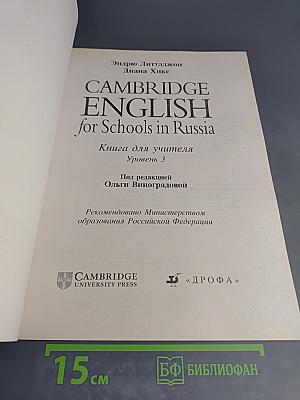 Эндрю Литтлджон
Диана Хикс
CAMBRIDGE
ENGLISH
for Schools in Russia
Книга для учителя
Уровень 3
Под редакцией
Ольги Виноградовой
Рекомендовано Министерством
образования Российской Федерации
CAMBRIDGE
UNIVERSITY PRESS
«ДРОФА»
15 см
БФ БИБЛИОФАН